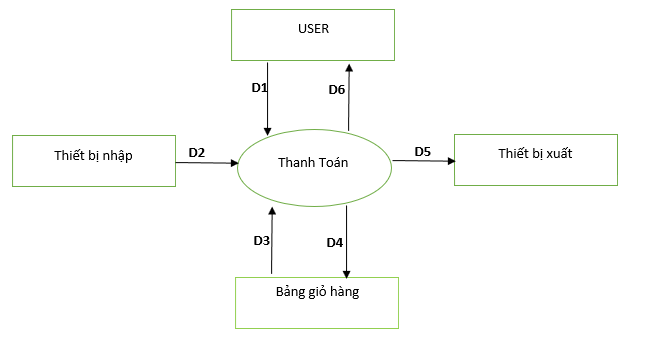 USER
D1
D6
Thiết bị nhập
D2
Thanh Toán
D5
Thiết bị xuất
D3
D4
Bảng giỏ hàng